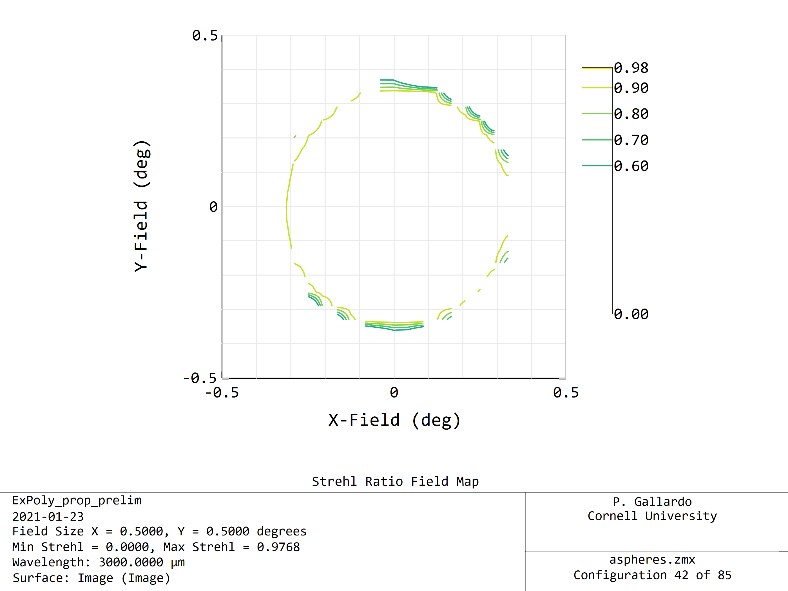 0.5
0
-0.5
-0.5
0
0.5
Y-Field (deg)
X-Field (deg)
0.98
0.90
0.80
0.70
0.60
0.00
Strehl Ratio Field Map
ExPoly_prop_prelim
2021-01-23
Field Size X = 0.5000, Y = 0.5000 degrees
Min Strehl = 0.0000, Max Strehl = 0.9768
Wavelength: 3000.0000 µm
Surface: Image (Image)
P. Gallardo
Cornell University
aspheres.zmx
Configuration 42 of 85